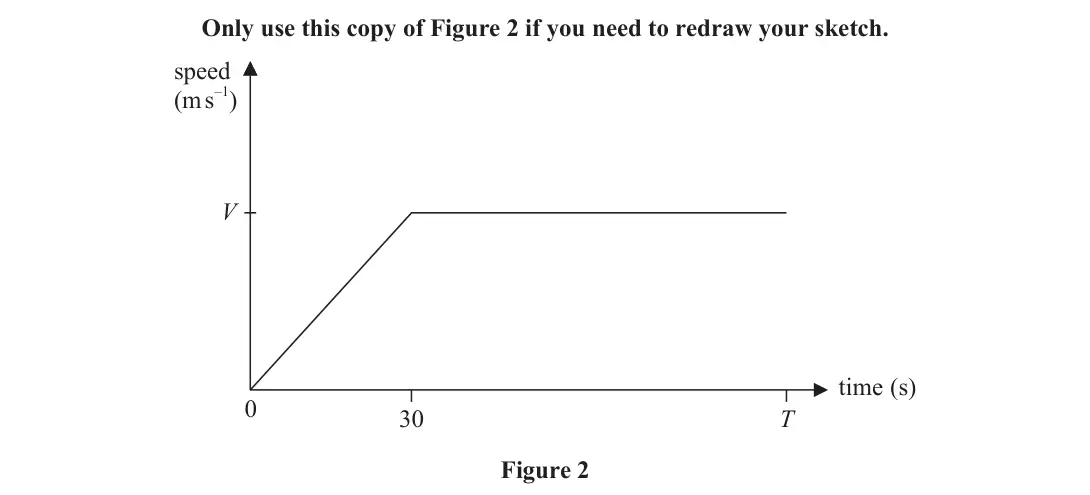 Only use this copy of Figure 2 if you need to redraw your sketch.
speed
(m s⁻¹)
V
0
30
T
time (s)
Figure 2